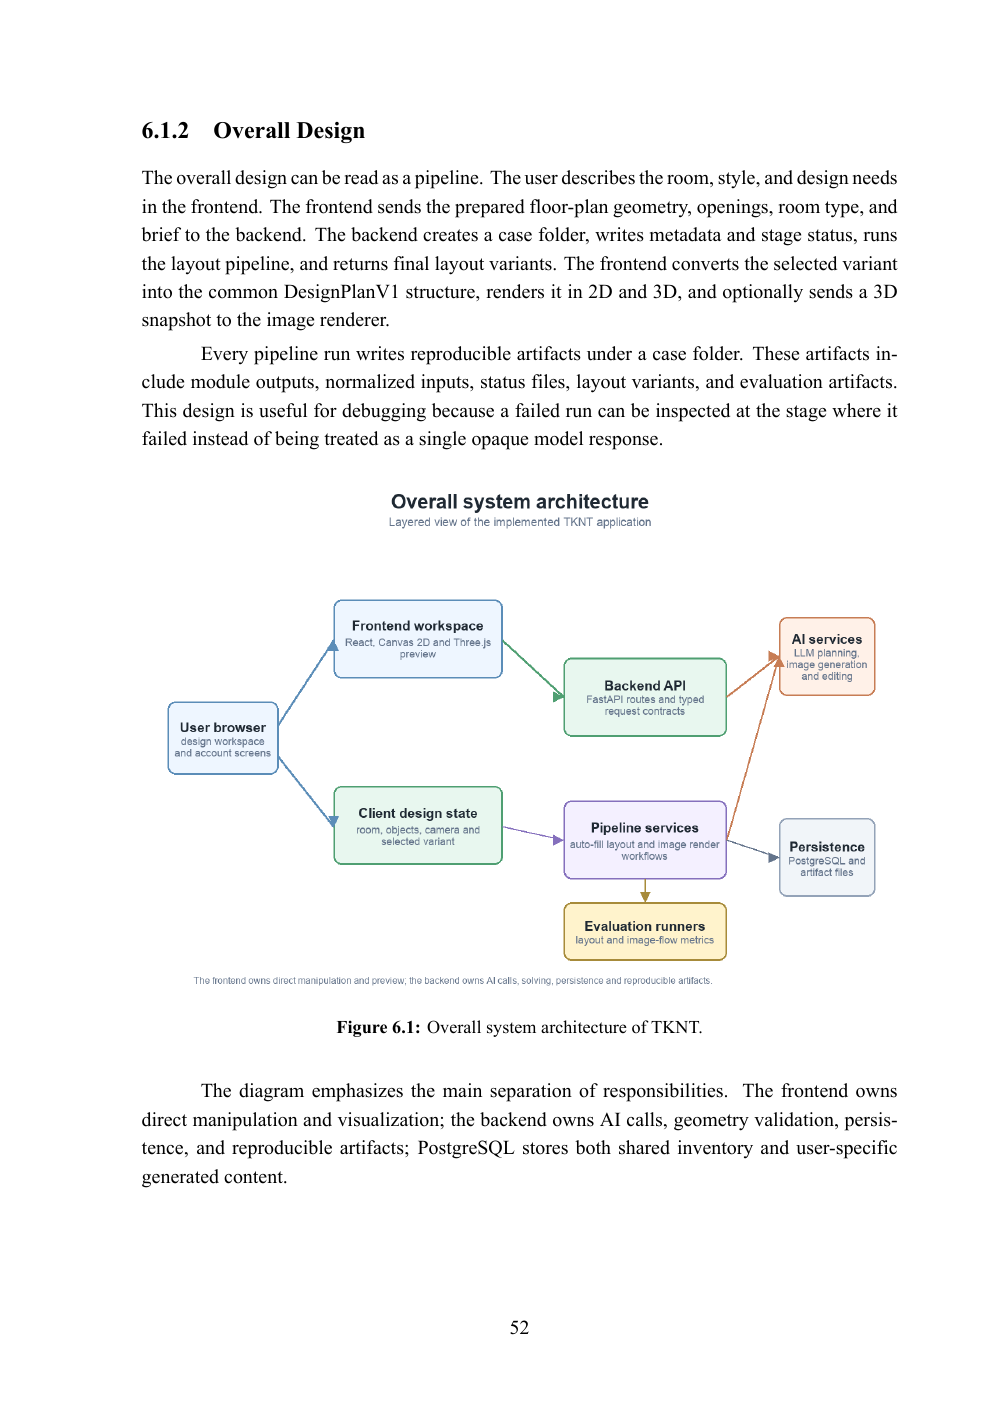 6.1.2 Overall Design
The overall design can be read as a pipeline. The user describes the room, style, and design needs
in the frontend. The frontend sends the prepared floor-plan geometry, openings, room type, and
brief to the backend. The backend creates a case folder, writes metadata and stage status, runs
the layout pipeline, and returns final layout variants. The frontend converts the selected variant
into the common DesignPlanV1 structure, renders it in 2D and 3D, and optionally sends a 3D
snapshot to the image renderer.
Every pipeline run writes reproducible artifacts under a case folder. These artifacts in-
clude module outputs, normalized inputs, status files, layout variants, and evaluation artifacts.
This design is useful for debugging because a failed run can be inspected at the stage where it
failed instead of being treated as a single opaque model response.
Overall system architecture
Layered view of the implemented TKNT application
Frontend workspace
React, Canvas 2D and Three.js
preview
AI services
LLM planning,
image generation
and editing
Backend API
FastAPI routes and typed
request contracts
User browser
design workspace
and account screens
Client design state
room, objects, camera and
selected variant
Pipeline services
auto-fill layout and image render
workflows
Persistence
PostgreSQL and
artifact files
Evaluation runners
layout and image-flow metrics
The frontend owns direct manipulation and preview; the backend owns AI calls, solving, persistence and reproducible artifacts.
Figure 6.1: Overall system architecture of TKNT.
The diagram emphasizes the main separation of responsibilities. The frontend owns
direct manipulation and visualization; the backend owns AI calls, geometry validation, persis-
tence, and reproducible artifacts; PostgreSQL stores both shared inventory and user-specific
generated content.
52